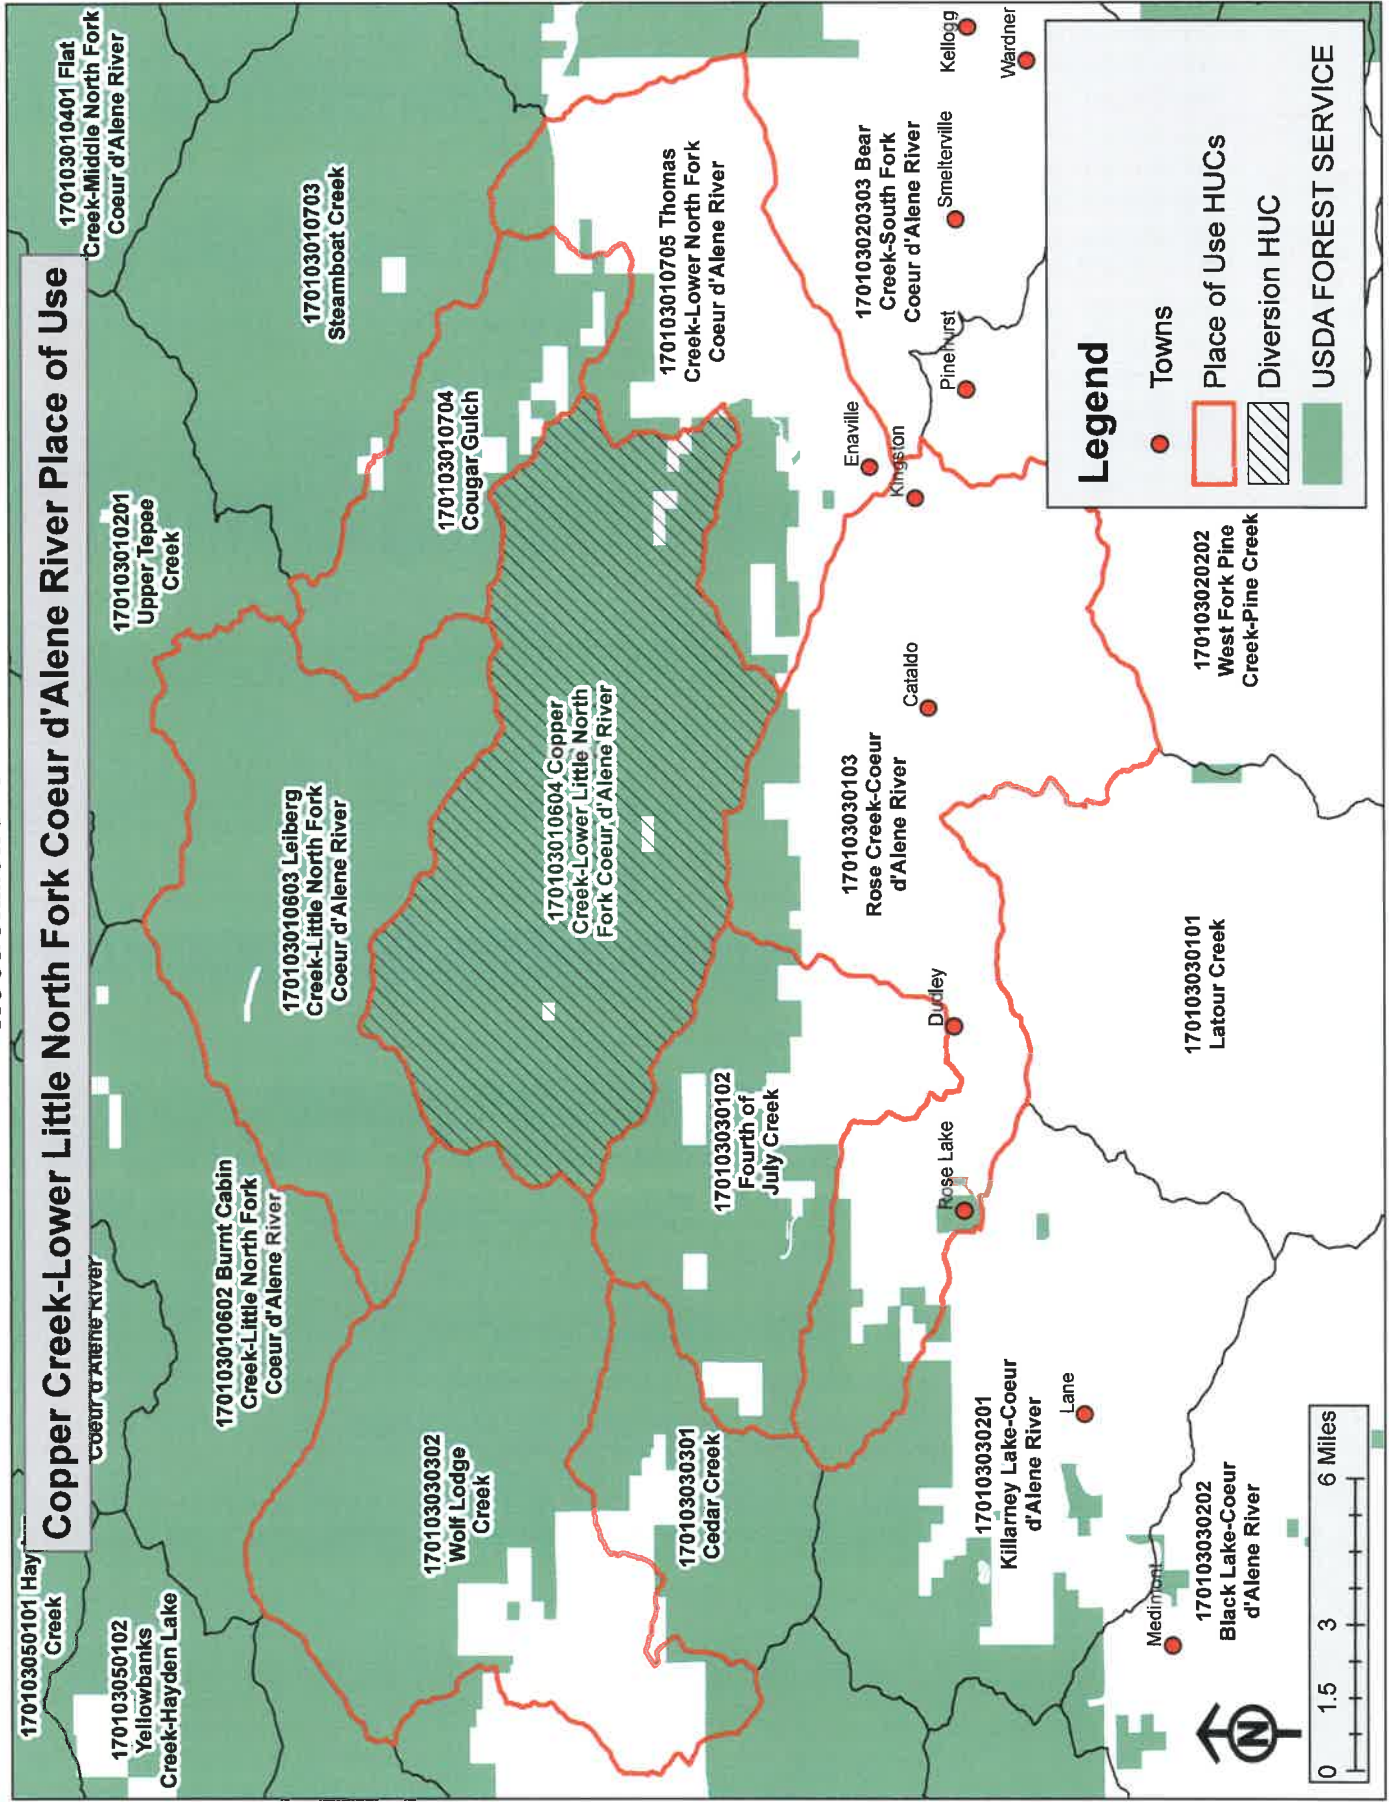 Copper Creek-Lower Little North Fork Coeur d'Alene River Place of Use
17010305010​1
Creek
170103050102
Yellowbanks
Creek-Hayden Lake
Coeur d'Alene River
170103010201
Upper Tepee
Creek
170103010401 Flat
Creek-Middle North Fork
Coeur d'Alene River
170103010602 Burnt Cabin
Creek-Little North Fork
Coeur d'Alene River
170103010603 Leiberg
Creek-Little North Fork
Coeur d'Alene River
170103010703
Steamboat Creek
170103010704
Cougar Gulch
170103030302
Wolf Lodge
Creek
170103010604 Copper
Creek-Lower Little North
Fork Coeur d'Alene River
170103010705 Thomas
Creek-Lower North Fork
Coeur d'Alene River
170103030301
Cedar Creek
170103030102
Fourth of
July Creek
170103030103
Rose Creek-Coeur
d'Alene River
170103020303 Bear
Creek-South Fork
Coeur d'Alene River
Enaville
Kingston
Cataldo
Pinehurst
Smelterville
Kellogg
Wardner
Dudley
Rose Lake
170103030201
Killarney Lake-Coeur
d'Alene River
Lane
Medimont
170103030202
Black Lake-Coeur
d'Alene River
170103030101
Latour Creek
170103020202
West Fork Pine
Creek-Pine Creek
N
0 1.5 3 6 Miles
Legend
Towns
Place of Use HUCs
Diversion HUC
USDA FOREST SERVICE